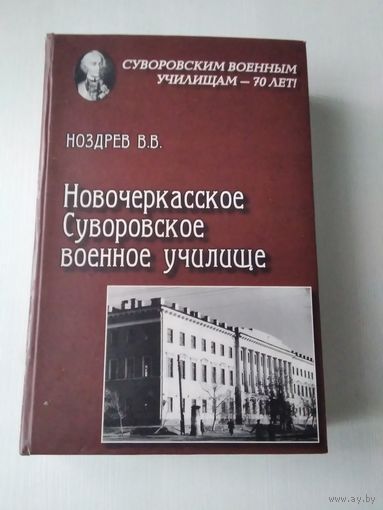 СУВОРОВСКИМ ВОЕННЫМ
УЧИЛИЩАМ – 70 ЛЕТ!
НОЗДРЕВ В.В.
Новочеркасское
Суворовское
военное училище
www.ay.by